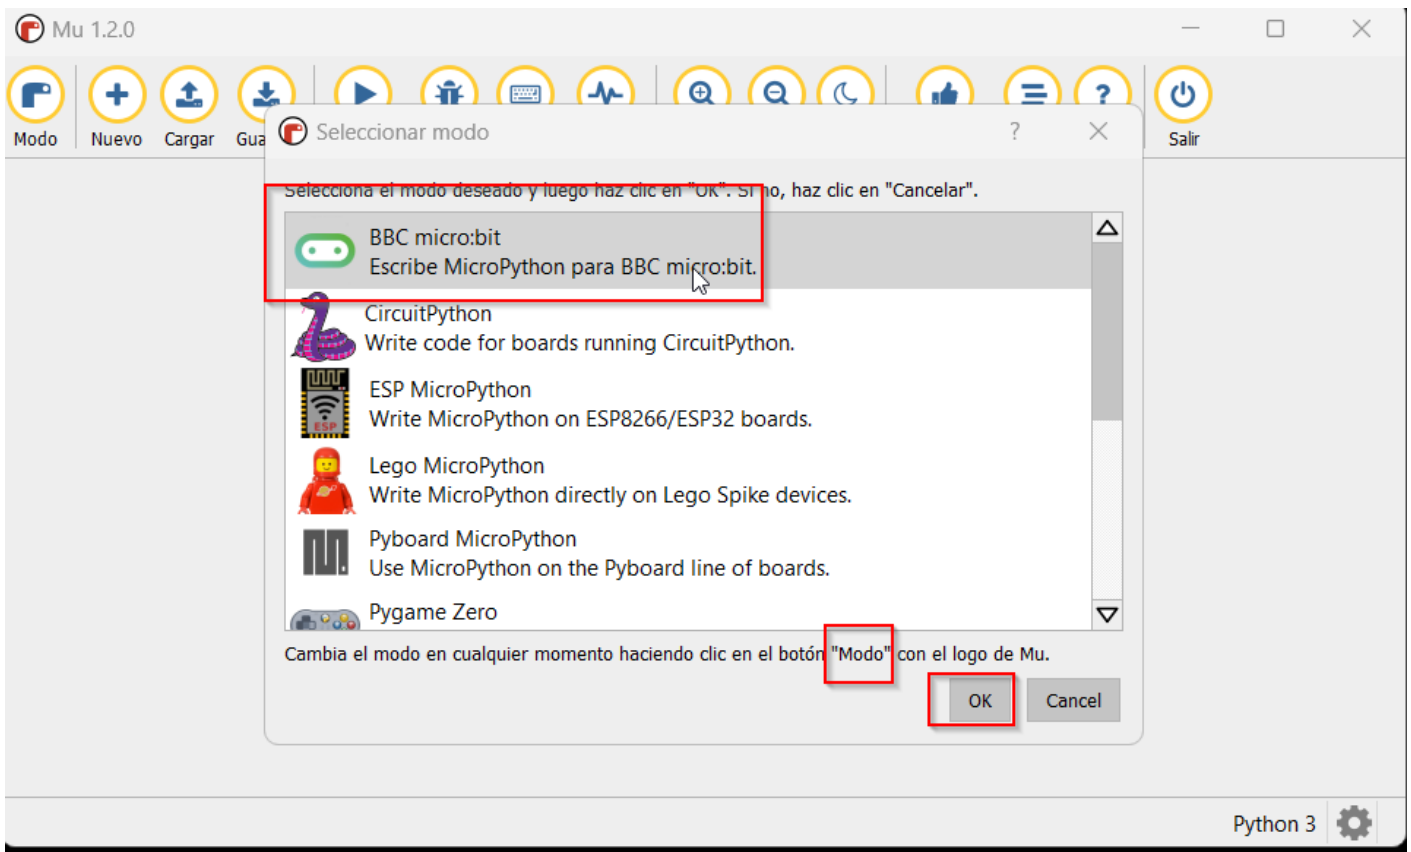 Mu 1.2.0
Modo
Nuevo
Cargar
Gua
Salir
Seleccionar modo
?
Selecciona el modo deseado y luego haz clic en "OK". Si no, haz clic en "Cancelar".
BBC micro:bit
Escribe MicroPython para BBC micro:bit.
CircuitPython
Write code for boards running CircuitPython.
ESP MicroPython
Write MicroPython on ESP8266/ESP32 boards.
ESP
Lego MicroPython
Write MicroPython directly on Lego Spike devices.
Pyboard MicroPython
Use MicroPython on the Pyboard line of boards.
Pygame Zero
Cambia el modo en cualquier momento haciendo clic en el botón "Modo" con el logo de Mu.
OK
Cancel
Python 3